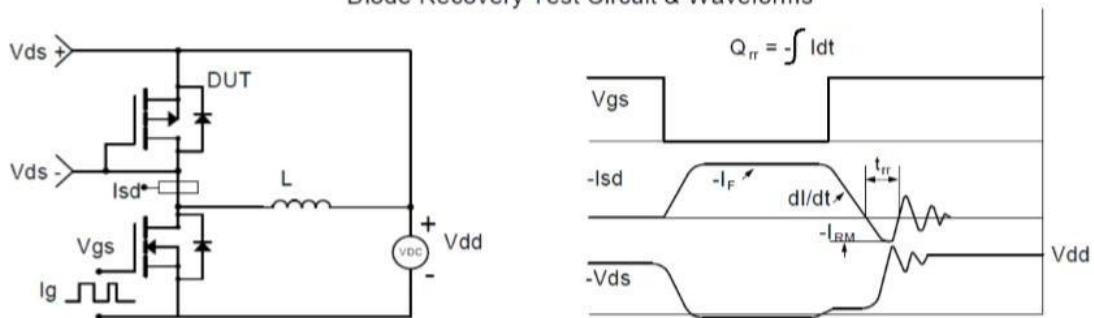 Diode Recovery Test Circuit & Waveforms
Vds +
DUT
Vds -
Isd
L
Vgs
Ig
+
VDC
-
Vdd
Qrr = -∫ Idt
Vgs
-Isd
-IF
dI/dt
trr
-IRM
Vdd
-Vds